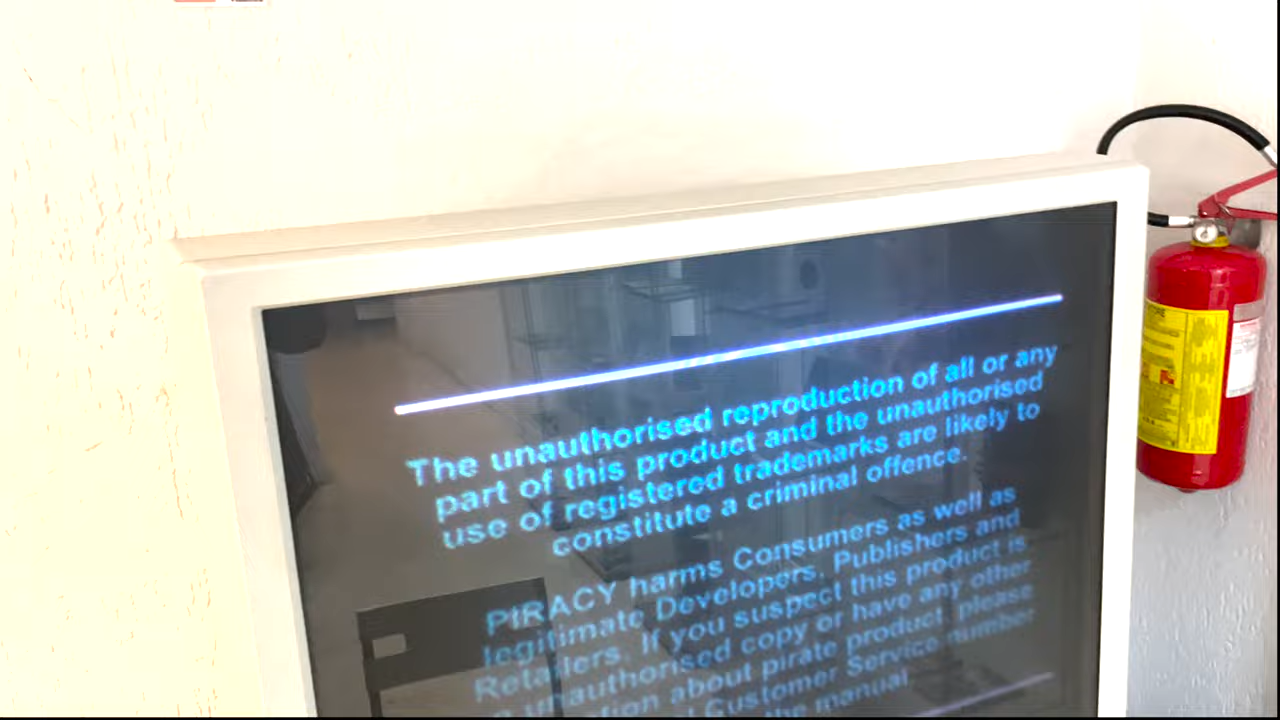 The unauthorised reproduction of all or any
part of this product and the unauthorised
use of registered trademarks are likely to
constitute a criminal offence.
PIRACY harms Consumers as well as
legitimate Developers, Publishers and
Retailers. If you suspect this product is
unauthorised copy or have any other
about pirate product, please
Customer Service number
the manual